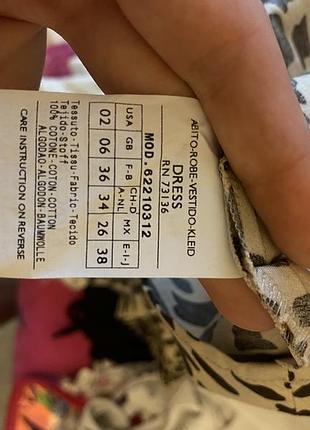 ABITO-ROBE-VESTIDO-KLEID
DRESS
RN 73136
MOD. 62210312
USA GB F-B CH-D A-NL MX E-I-J
02 06 36 34 26 38
Tessuto-Tissu-Fabric-Tecido
Tejido-Stoff
100% COTONE-COTON-COTTON
ALGODAO-ALGODON-BAUMWOLLE
CARE INSTRUCTION ON REVERSE